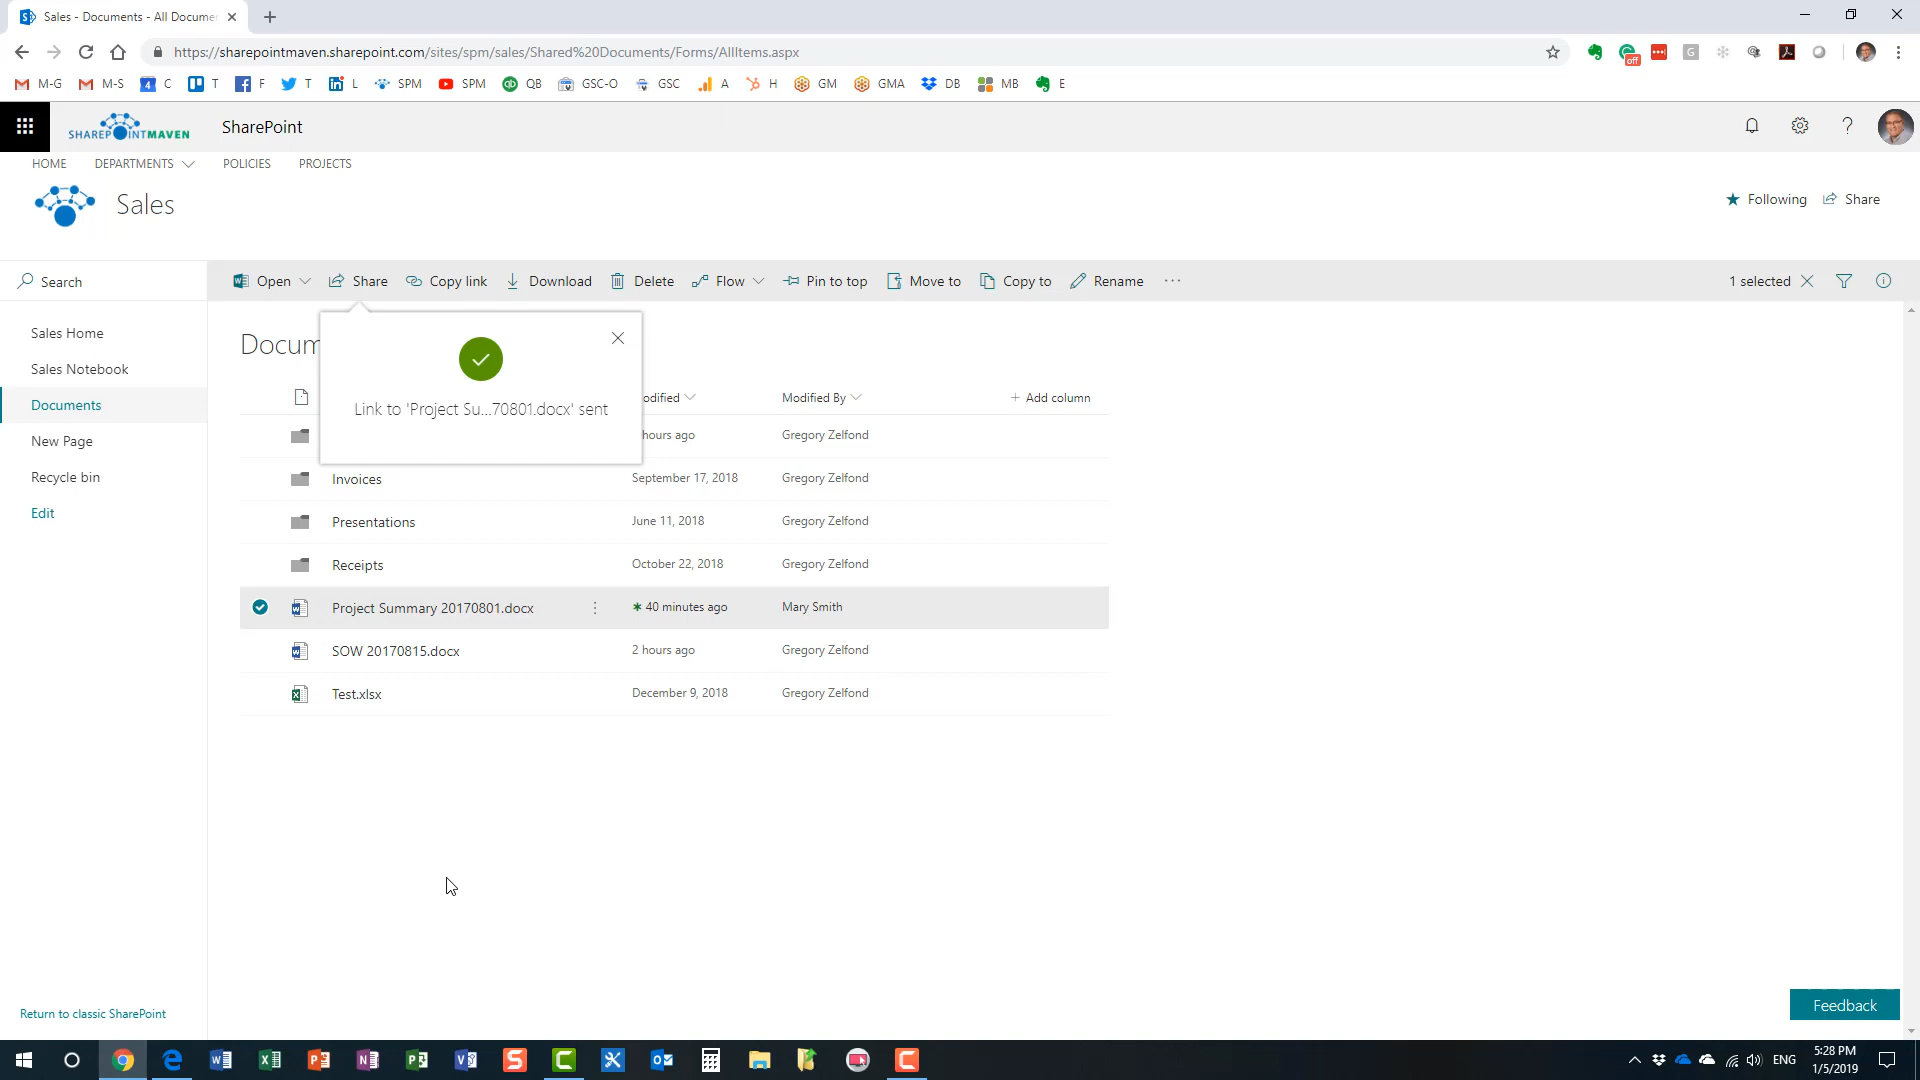 Sales - Documents - All Documer
https://sharepointmaven.sharepoint.com/sites/spm/sales/Shared%20Documents/Forms/AllItems.aspx
off
M-G M-S 4 C T F T L SPM SPM QB GSC-O GSC A H GM GMA DB MB E
SHAREPOINTMAVEN SharePoint
HOME DEPARTMENTS POLICIES PROJECTS
Sales
Following Share
Search Open Share Copy link Download Delete Flow Pin to top Move to Copy to Rename ··· 1 selected
Sales Home
Sales Notebook
Documents
New Page
Recycle bin
Edit
Docum
Link to 'Project Su...70801.docx' sent
odified Modified By + Add column
hours ago Gregory Zelfond
Invoices September 17, 2018 Gregory Zelfond
Presentations June 11, 2018 Gregory Zelfond
Receipts October 22, 2018 Gregory Zelfond
Project Summary 20170801.docx 40 minutes ago Mary Smith
SOW 20170815.docx 2 hours ago Gregory Zelfond
Test.xlsx December 9, 2018 Gregory Zelfond
Feedback
Return to classic SharePoint
ENG 5:28 PM
1/5/2019